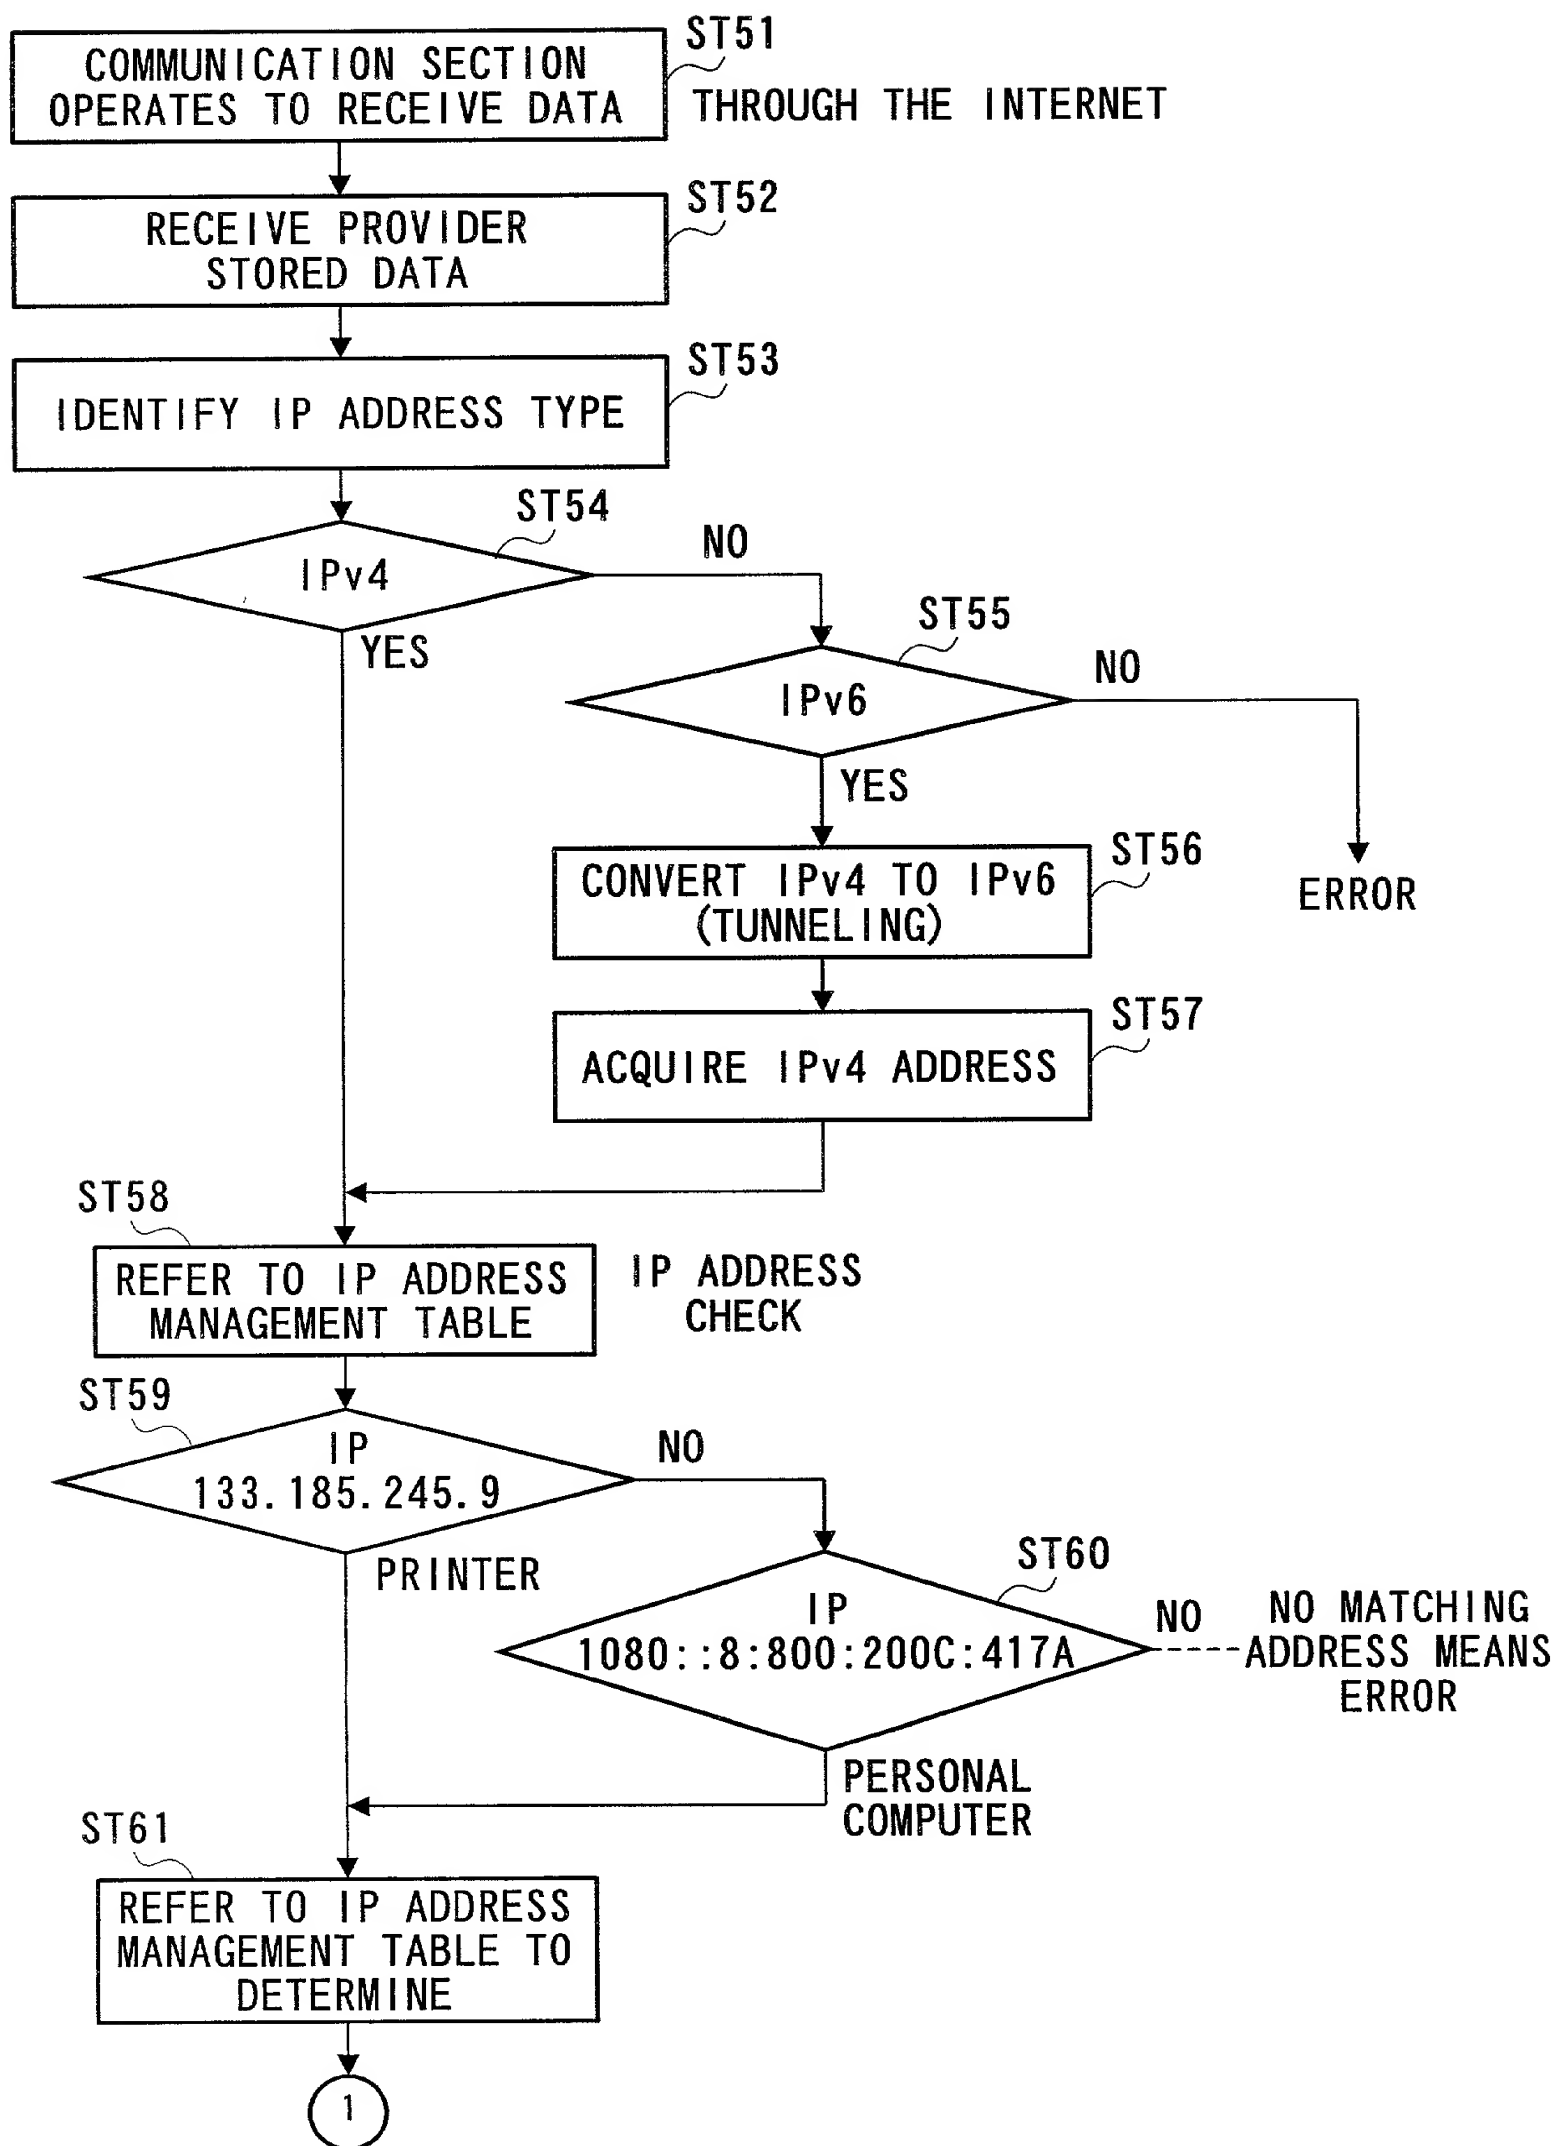 ST51
COMMUNICATION SECTION
OPERATES TO RECEIVE DATA
THROUGH THE INTERNET
ST52
RECEIVE PROVIDER
STORED DATA
ST53
IDENTIFY IP ADDRESS TYPE
ST54
IPv4
NO
YES
ST55
IPv6
NO
YES
ST56
CONVERT IPv4 TO IPv6
(TUNNELING)
ERROR
ST57
ACQUIRE IPv4 ADDRESS
ST58
REFER TO IP ADDRESS
MANAGEMENT TABLE
IP ADDRESS
CHECK
ST59
IP
133.185.245.9
NO
PRINTER
ST60
IP
1080::8:800:200C:417A
NO
NO MATCHING
ADDRESS MEANS
ERROR
PERSONAL
COMPUTER
ST61
REFER TO IP ADDRESS
MANAGEMENT TABLE TO
DETERMINE
1